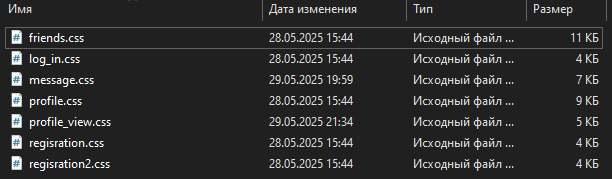 Имя Дата изменения Тип Размер
friends.css 28.05.2025 15:44 Исходный файл ... 11 КБ
log_in.css 28.05.2025 15:44 Исходный файл ... 4 КБ
message.css 29.05.2025 19:59 Исходный файл ... 7 КБ
profile.css 28.05.2025 15:44 Исходный файл ... 9 КБ
profile_view.css 29.05.2025 21:34 Исходный файл ... 5 КБ
regisration.css 28.05.2025 15:44 Исходный файл ... 4 КБ
regisration2.css 28.05.2025 15:44 Исходный файл ... 4 КБ